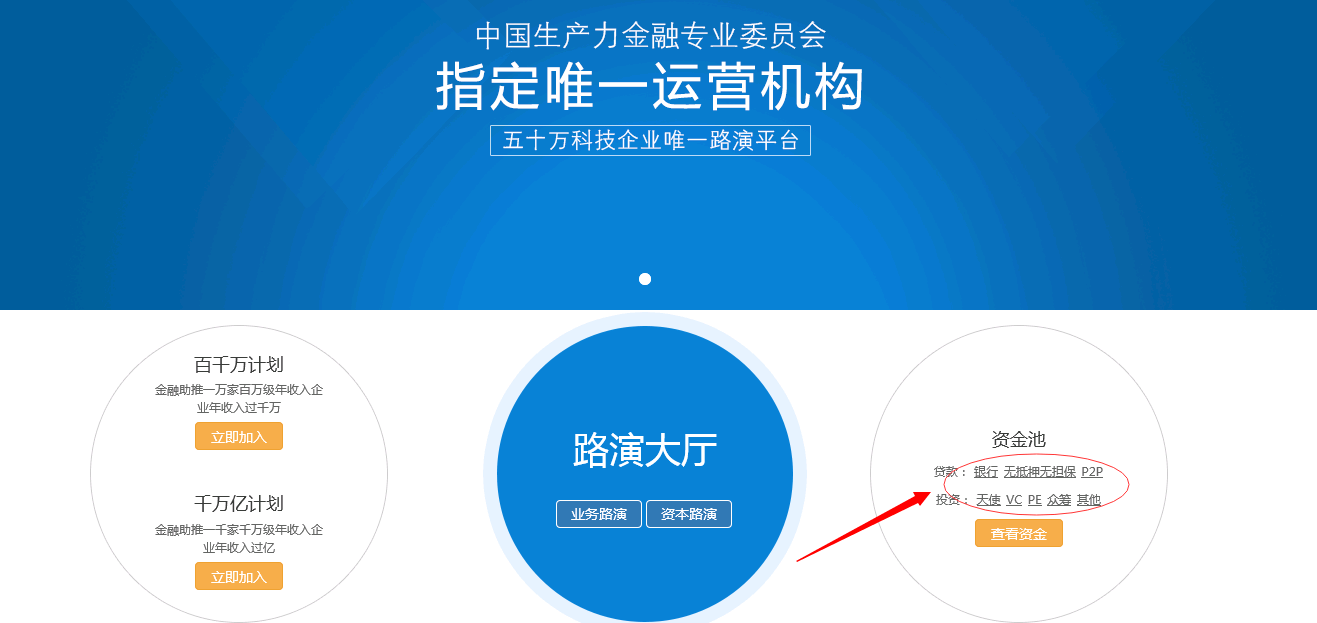 中国生产力金融专业委员会
指定唯一运营机构
五十万科技企业唯一路演平台
百千万计划
金融助推一万家百万级年收入企
业年收入过千万
立即加入
千万亿计划
金融助推一千家千万级年收入企
业年收入过亿
立即加入
路演大厅
业务路演 资本路演
资金池
贷款： 银行 无抵押无担保 P2P
投资： 天使 VC PE 众筹 其他
查看资金